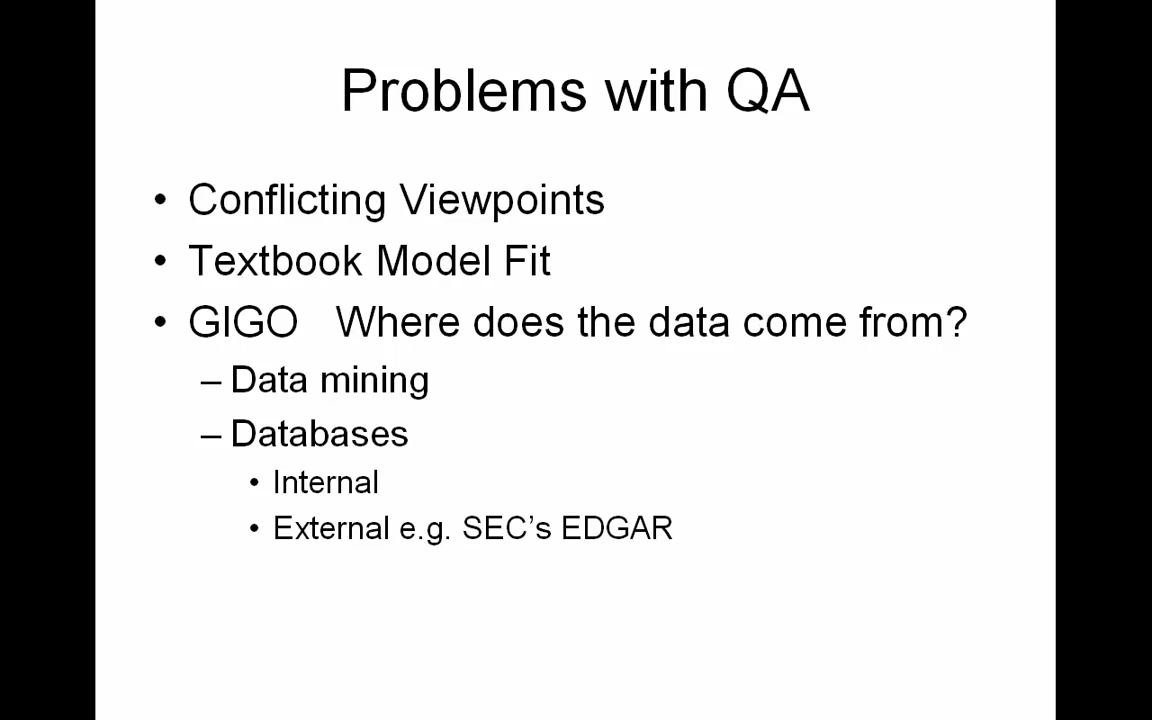 Problems with QA
• Conflicting Viewpoints
• Textbook Model Fit
• GIGO Where does the data come from?
– Data mining
– Databases
• Internal
• External e.g. SEC’s EDGAR